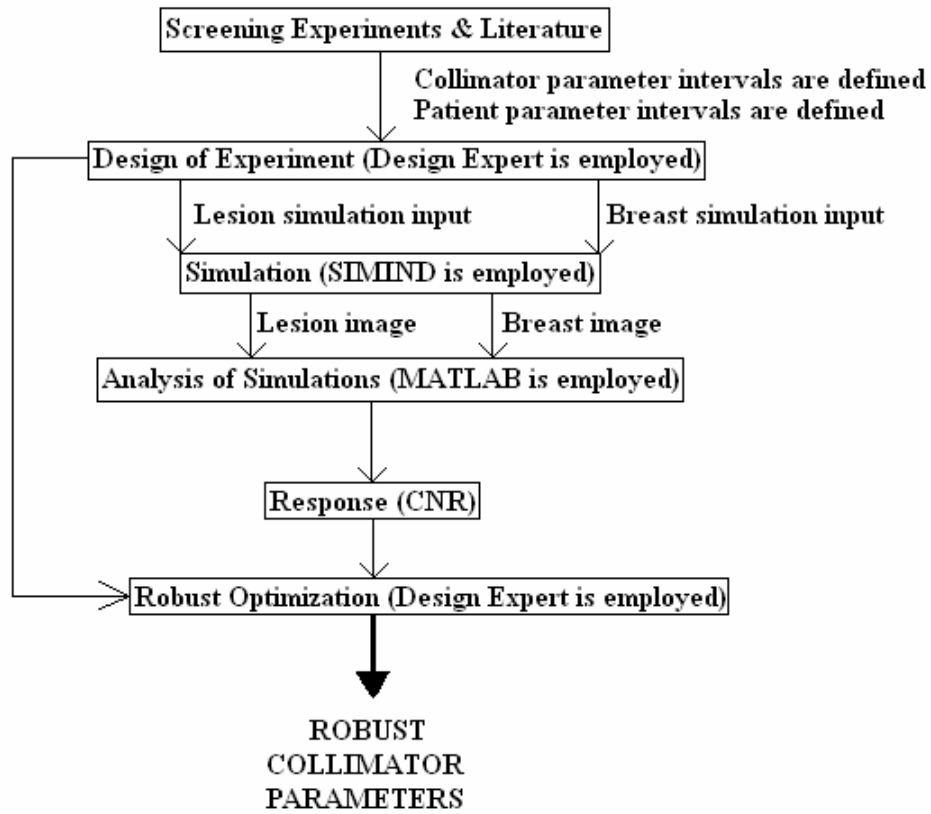 Screening Experiments & Literature
Collimator parameter intervals are defined
Patient parameter intervals are defined
Design of Experiment (Design Expert is employed)
Lesion simulation input
Breast simulation input
Simulation (SIMIND is employed)
Lesion image
Breast image
Analysis of Simulations (MATLAB is employed)
Response (CNR)
Robust Optimization (Design Expert is employed)
ROBUST
COLLIMATOR
PARAMETERS